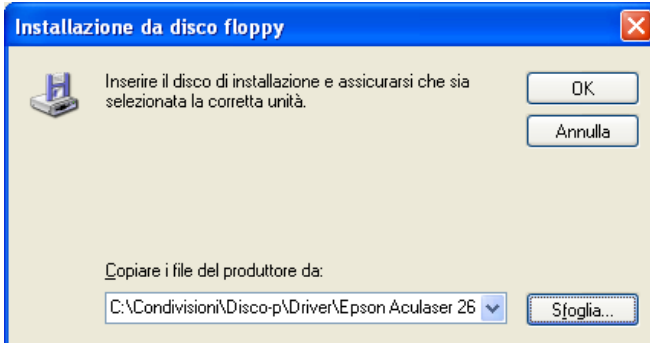 Installazione da disco floppy
Inserire il disco di installazione e assicurarsi che sia
selezionata la corretta unità.
OK
Annulla
Copiare i file del produttore da:
C:\Condivisioni\Disco-p\Driver\Epson Aculaser 26
Sfoglia...